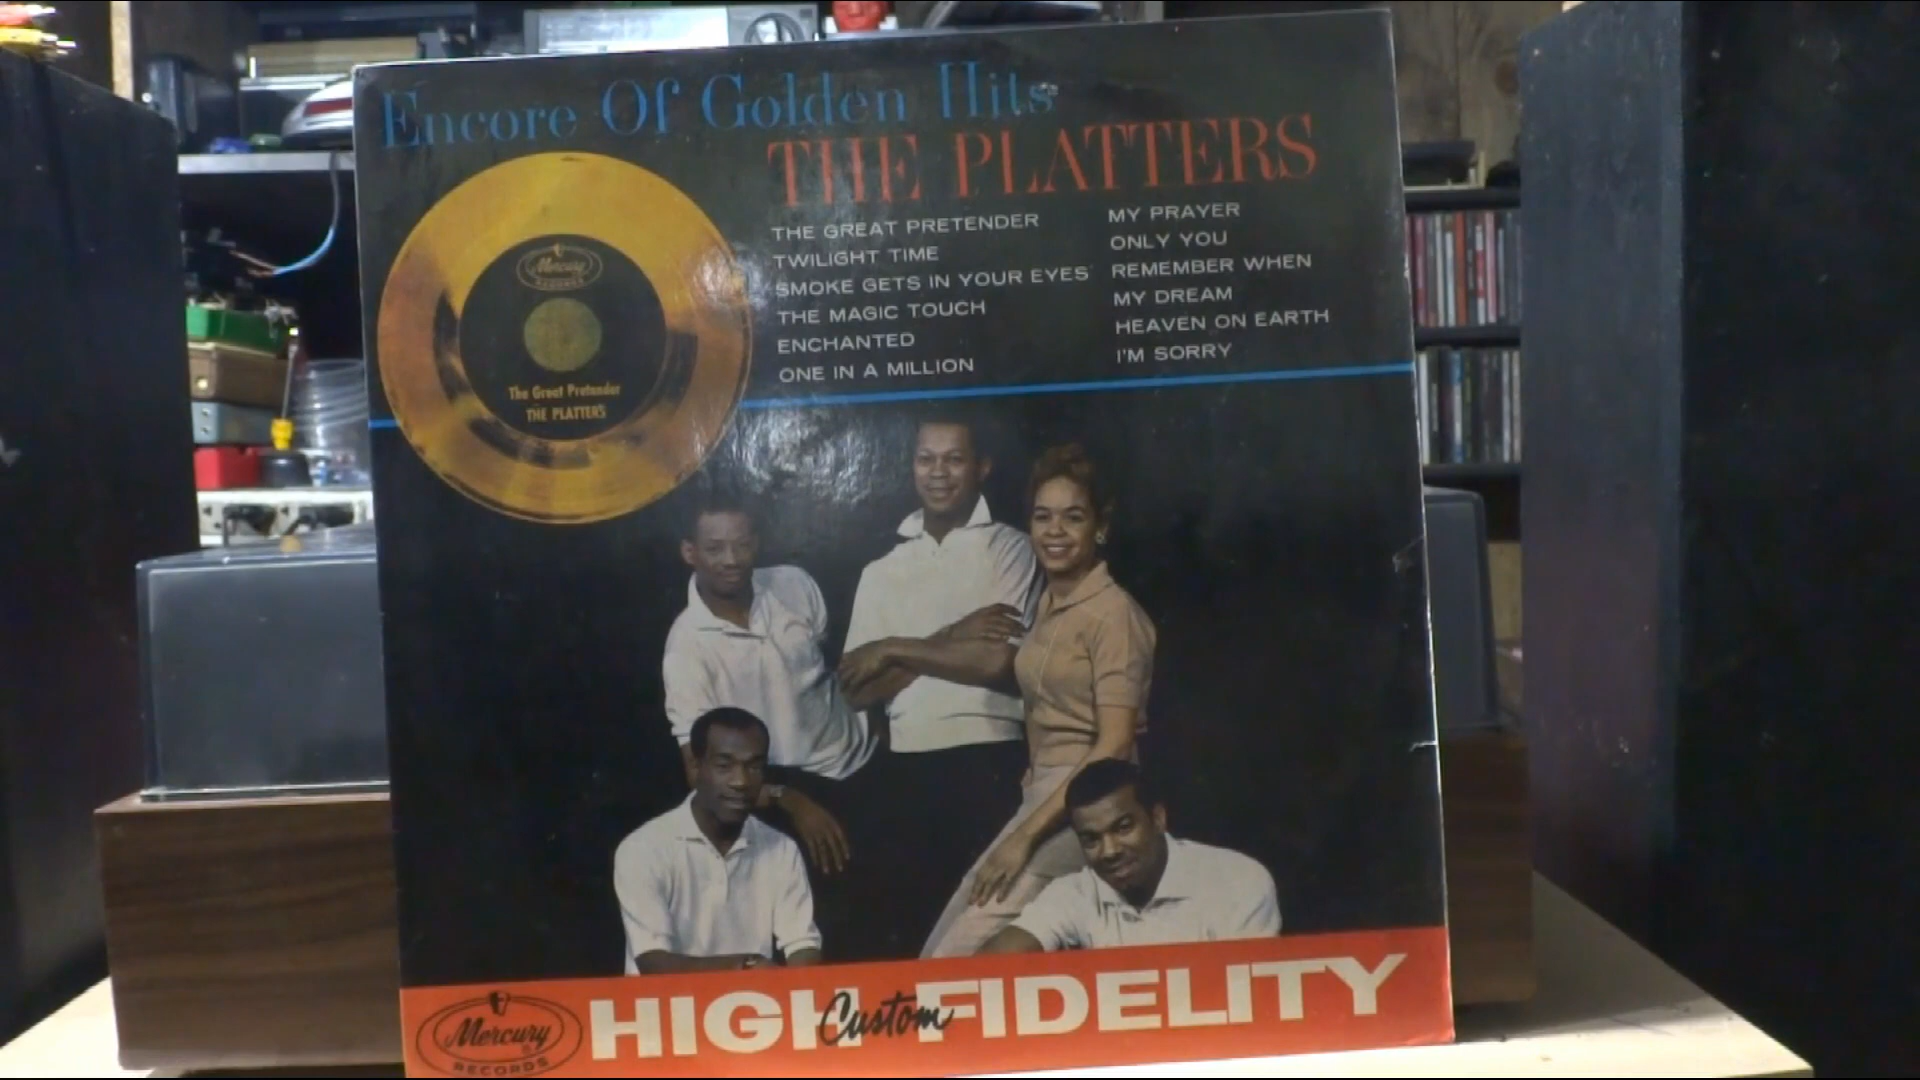 Encore Of Golden Hits
THE PLATTERS
Mercury
RECORDS
The Great Pretender
THE PLATTERS
THE GREAT PRETENDER
TWILIGHT TIME
SMOKE GETS IN YOUR EYES
THE MAGIC TOUCH
ENCHANTED
ONE IN A MILLION
MY PRAYER
ONLY YOU
REMEMBER WHEN
MY DREAM
HEAVEN ON EARTH
I'M SORRY
Mercury
RECORDS
HIGH Custom FIDELITY